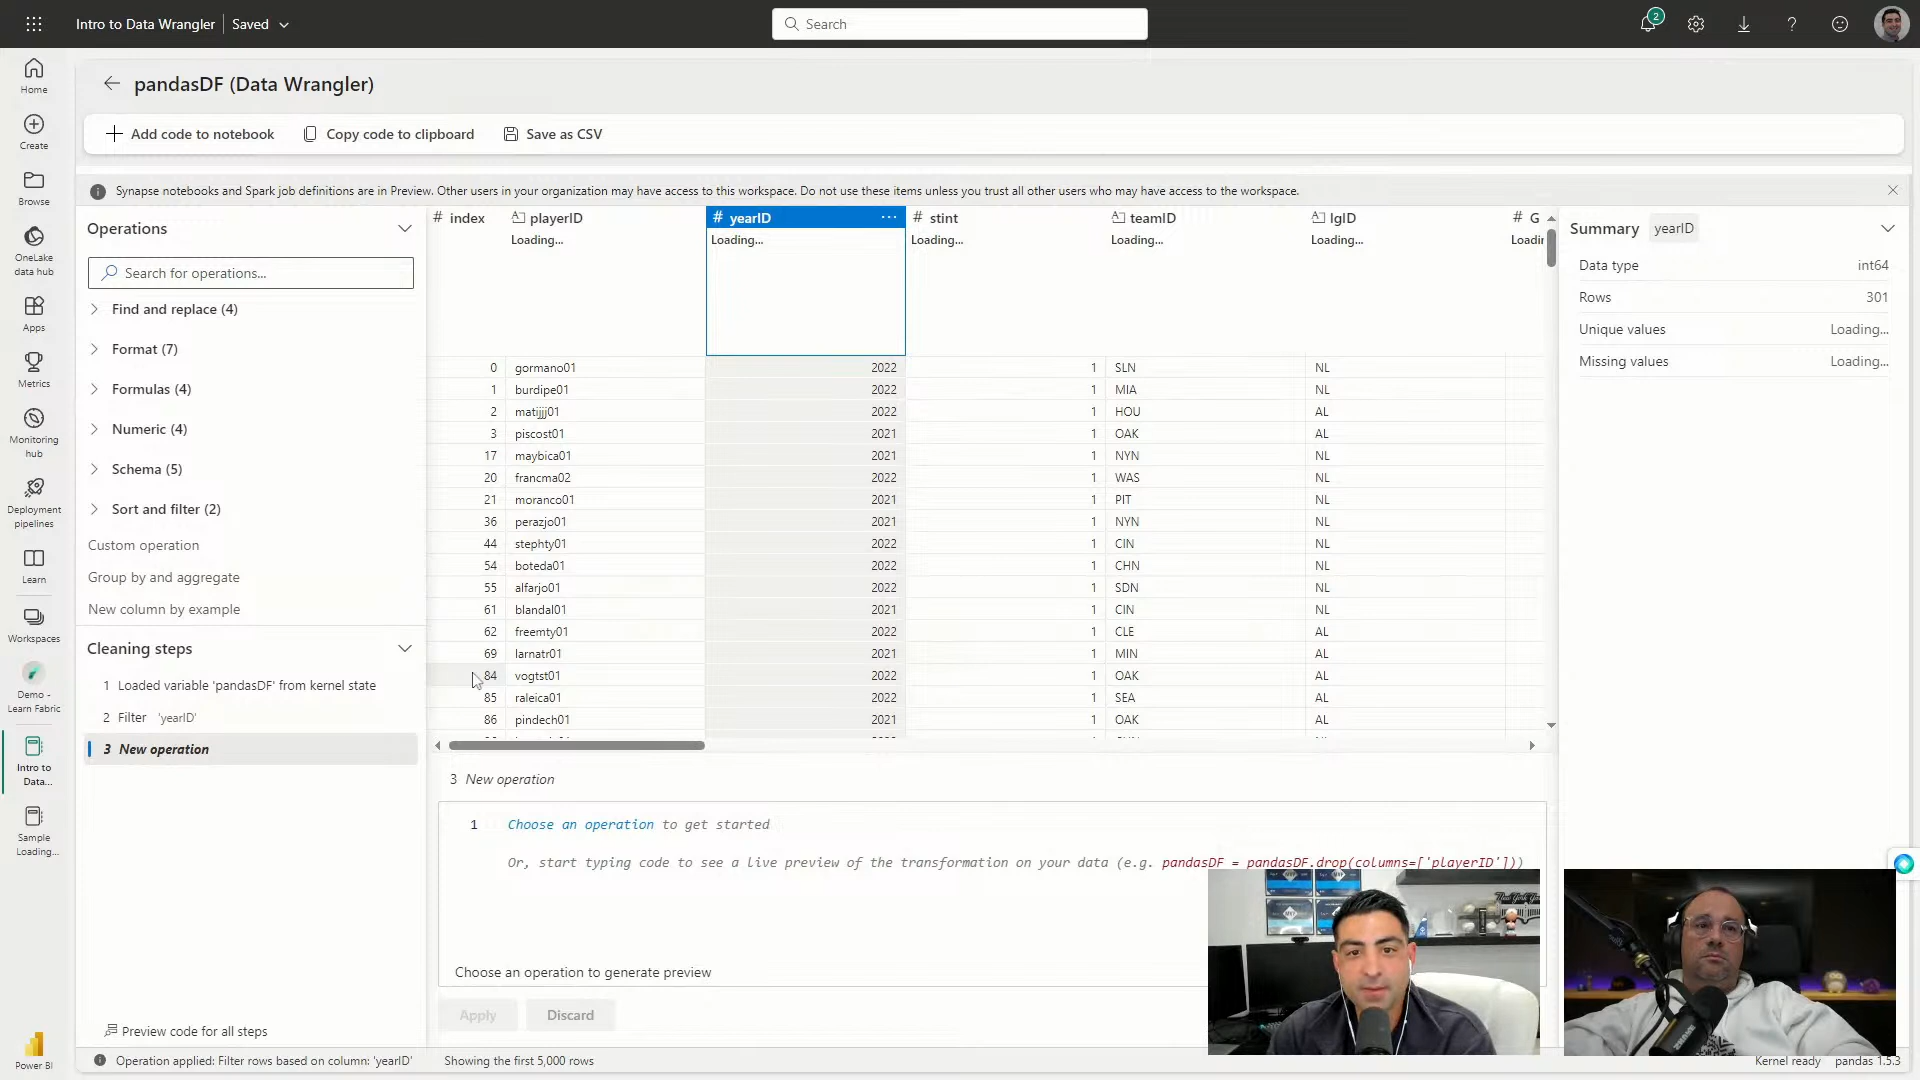 Intro to Data Wrangler | Saved
Search
2
Home
Create
Browse
OneLake
data hub
Apps
Metrics
Monitoring
hub
Deployment
pipelines
Learn
Workspaces
Demo -
Learn Fabric
Intro to
Data...
Sample
Loading...
Power BI
pandasDF (Data Wrangler)
Add code to notebook
Copy code to clipboard
Save as CSV
Synapse notebooks and Spark job definitions are in Preview. Other users in your organization may have access to this workspace. Do not use these items unless you trust all other users who may have access to the workspace.
Operations
Search for operations...
Find and replace (4)
Format (7)
Formulas (4)
Numeric (4)
Schema (5)
Sort and filter (2)
Custom operation
Group by and aggregate
New column by example
Cleaning steps
1 Loaded variable 'pandasDF' from kernel state
2 Filter 'yearID'
3 New operation
Preview code for all steps
# index playerID # yearID ... # stint teamID lgID # G
Loading... Loading... Loading... Loading... Loading... Loadin
0 gormano01 2022 1 SLN NL
1 burdipe01 2022 1 MIA NL
2 matijjj01 2022 1 HOU AL
3 piscost01 2021 1 OAK AL
17 maybica01 2021 1 NYN NL
20 francma02 2022 1 WAS NL
21 moranco01 2021 1 PIT NL
36 perazjo01 2021 1 NYN NL
44 stephty01 2022 1 CIN NL
54 boteda01 2022 1 CHN NL
55 alfarjo01 2022 1 SDN NL
61 blandal01 2021 1 CIN NL
62 freemty01 2022 1 CLE AL
69 larnatr01 2021 1 MIN AL
84 vogtst01 2022 1 OAK AL
85 raleica01 2022 1 SEA AL
86 pindech01 2021 1 OAK AL
3 New operation
1 Choose an operation to get started
Or, start typing code to see a live preview of the transformation on your data (e.g. pandasDF = pandasDF.drop(columns=['playerID']))
Choose an operation to generate preview
Apply
Discard
Summary yearID
Data type int64
Rows 301
Unique values Loading...
Missing values Loading...
Operation applied: Filter rows based on column: 'yearID'
Showing the first 5,000 rows
Kernel ready
pandas 1.5.3